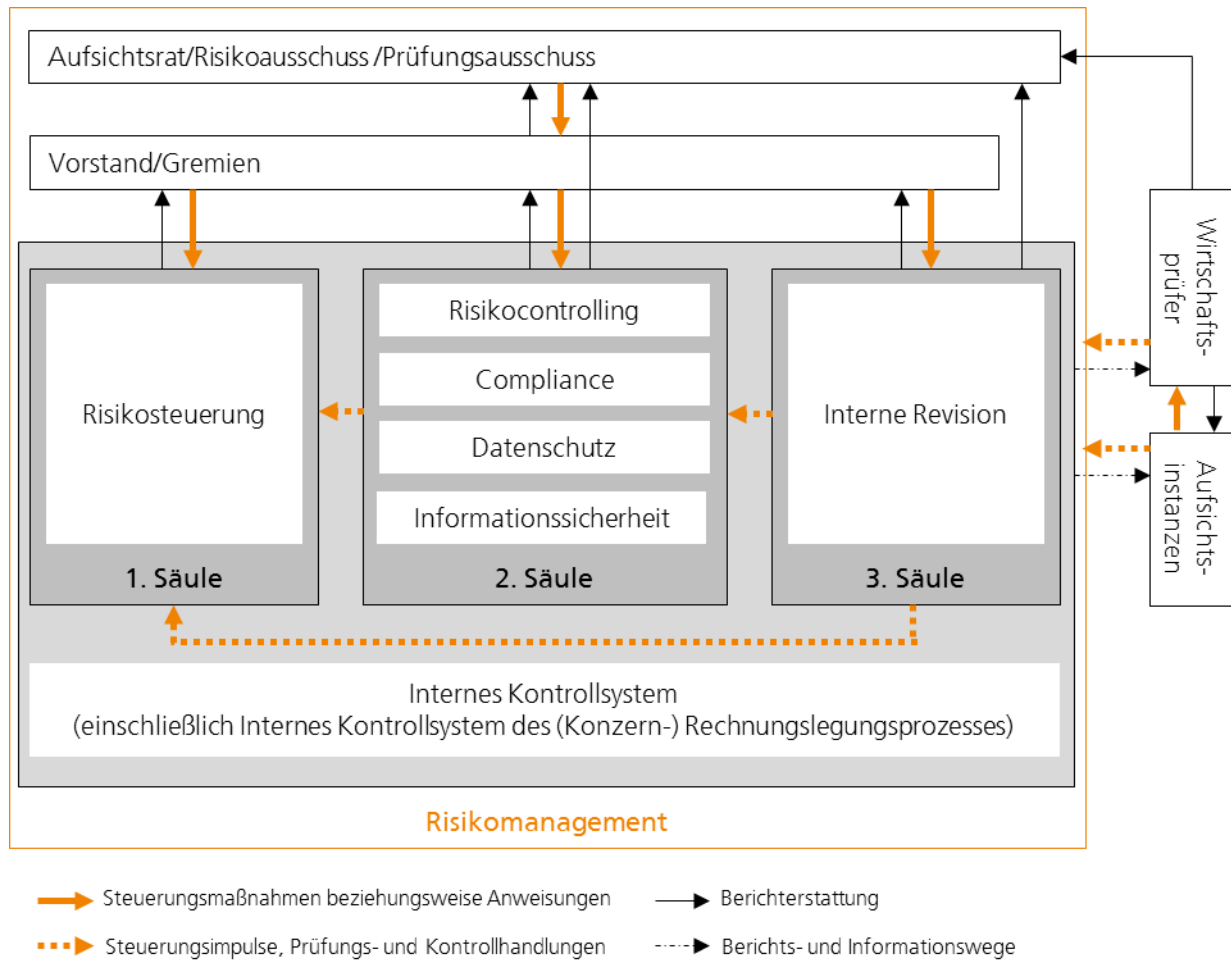 Aufsichtsrat/Risikoausschuss/Prüfungsausschuss
Vorstand/Gremien
Wirtschafts-
prüfer
Aufsichts-
instanzen
Risikosteuerung
1. Säule
Risikocontrolling
Compliance
Datenschutz
Informationssicherheit
2. Säule
Interne Revision
3. Säule
Internes Kontrollsystem
(einschließlich Internes Kontrollsystem des (Konzern-) Rechnungslegungsprozesses)
Risikomanagement
Steuerungsmaßnahmen beziehungsweise Anweisungen
Berichterstattung
Steuerungsimpulse, Prüfungs- und Kontrollhandlungen
Berichts- und Informationswege